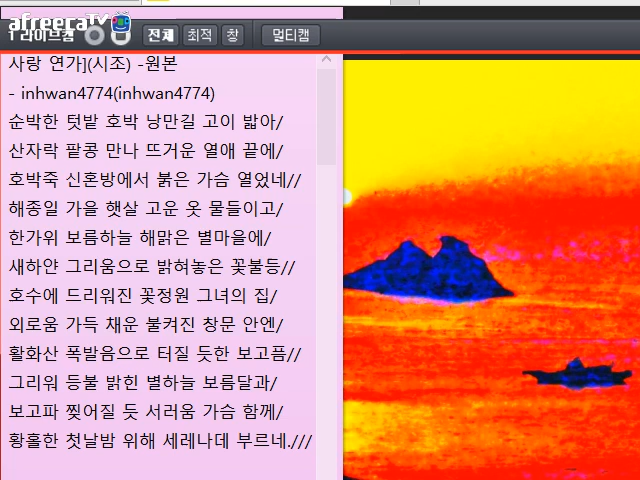 afreecaTV
라이브캠
전체 최적 창 멀티캠
사랑 연가](시조) -원본
- inhwan4774(inhwan4774)
순박한 텃밭 호박 낭만길 고이 밟아/
산자락 팥콩 만나 뜨거운 열애 끝에/
호박죽 신혼방에서 붉은 가슴 열었네//
해종일 가을 햇살 고운 옷 물들이고/
한가위 보름하늘 해맑은 별마을에/
새하얀 그리움으로 밝혀놓은 꽃불등//
호수에 드리워진 꽃정원 그녀의 집/
외로움 가득 채운 불켜진 창문 안엔/
활화산 폭발음으로 터질 듯한 보고픔//
그리워 등불 밝힌 별하늘 보름달과/
보고파 찢어질 듯 서러움 가슴 함께/
황홀한 첫날밤 위해 세레나데 부르네.///